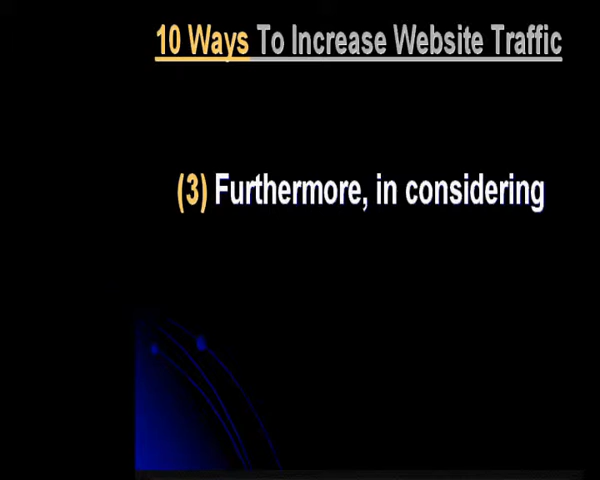 10 Ways To Increase Website Traffic
(3) Furthermore, in considering